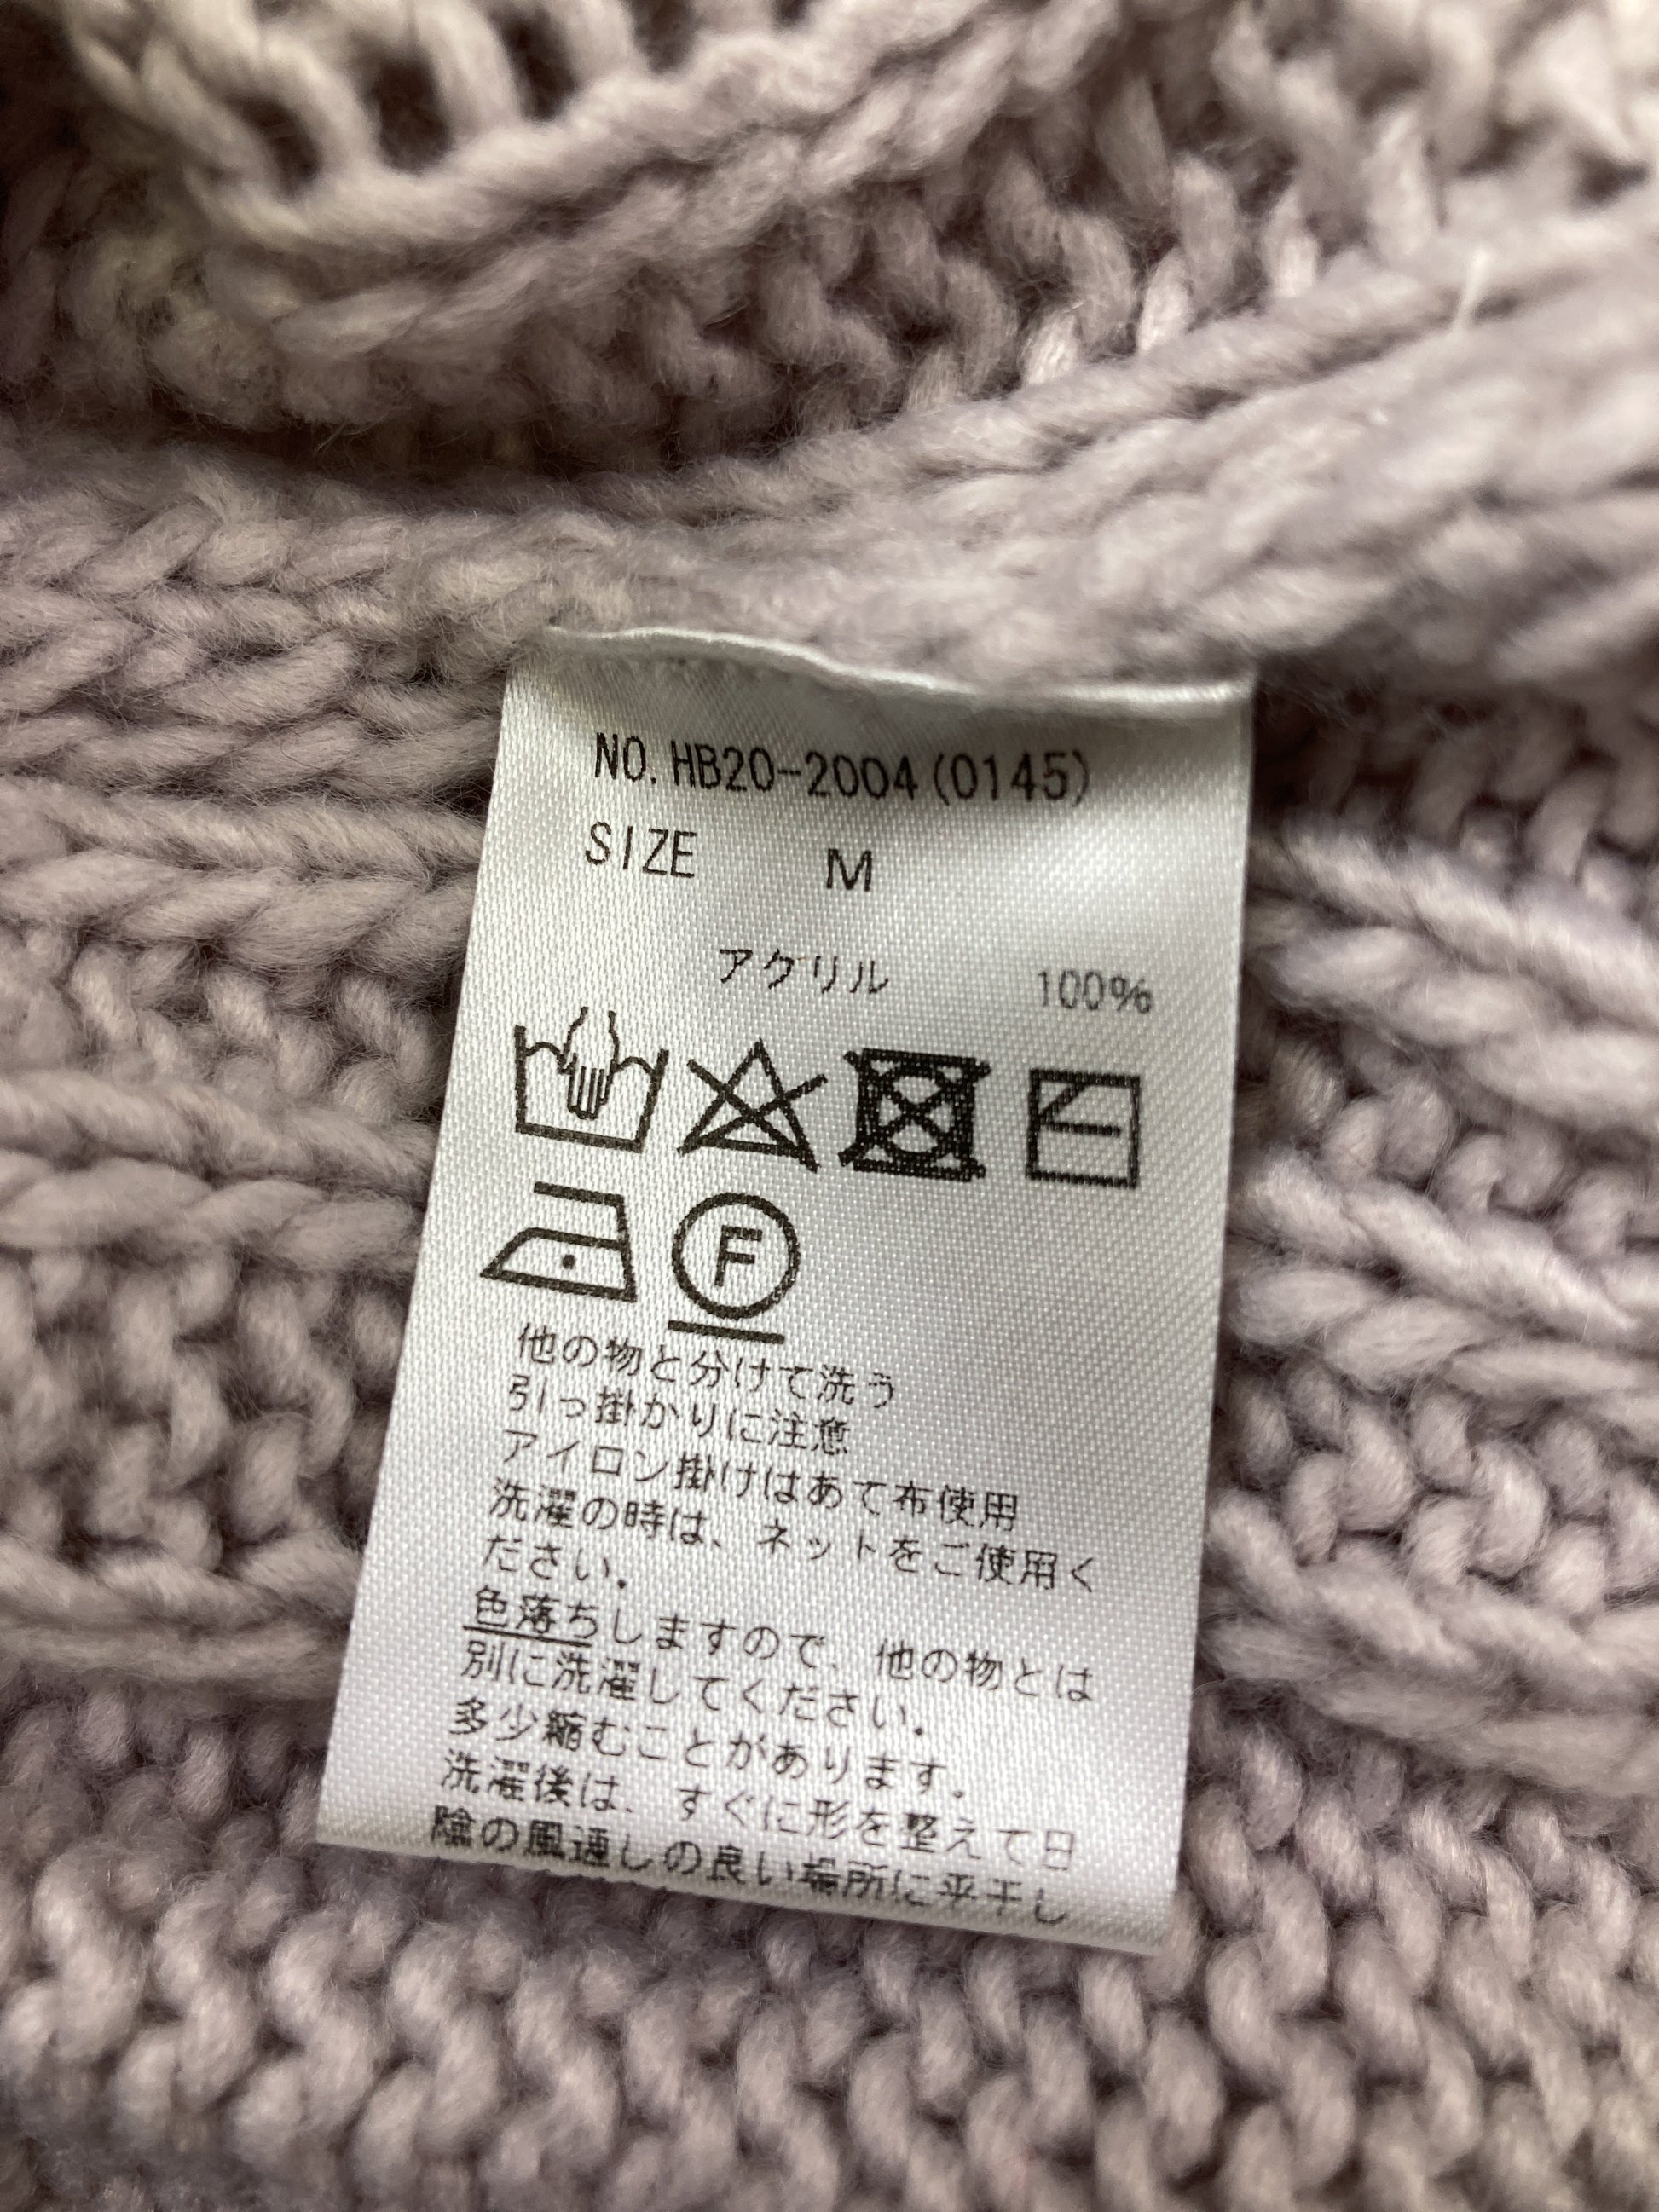 NO. HB20-2004(0145)
SIZE M
アクリル 100%
F
他の物と分けて洗う
引っ掛かりに注意
アイロン掛けはあて布使用
洗濯の時は、ネットをご使用く
ださい。
色落ちしますので、他の物とは
別に洗濯してください。
多少縮むことがあります。
洗濯後は、すぐに形を整えて日
陰の風通しの良い場所に平干し